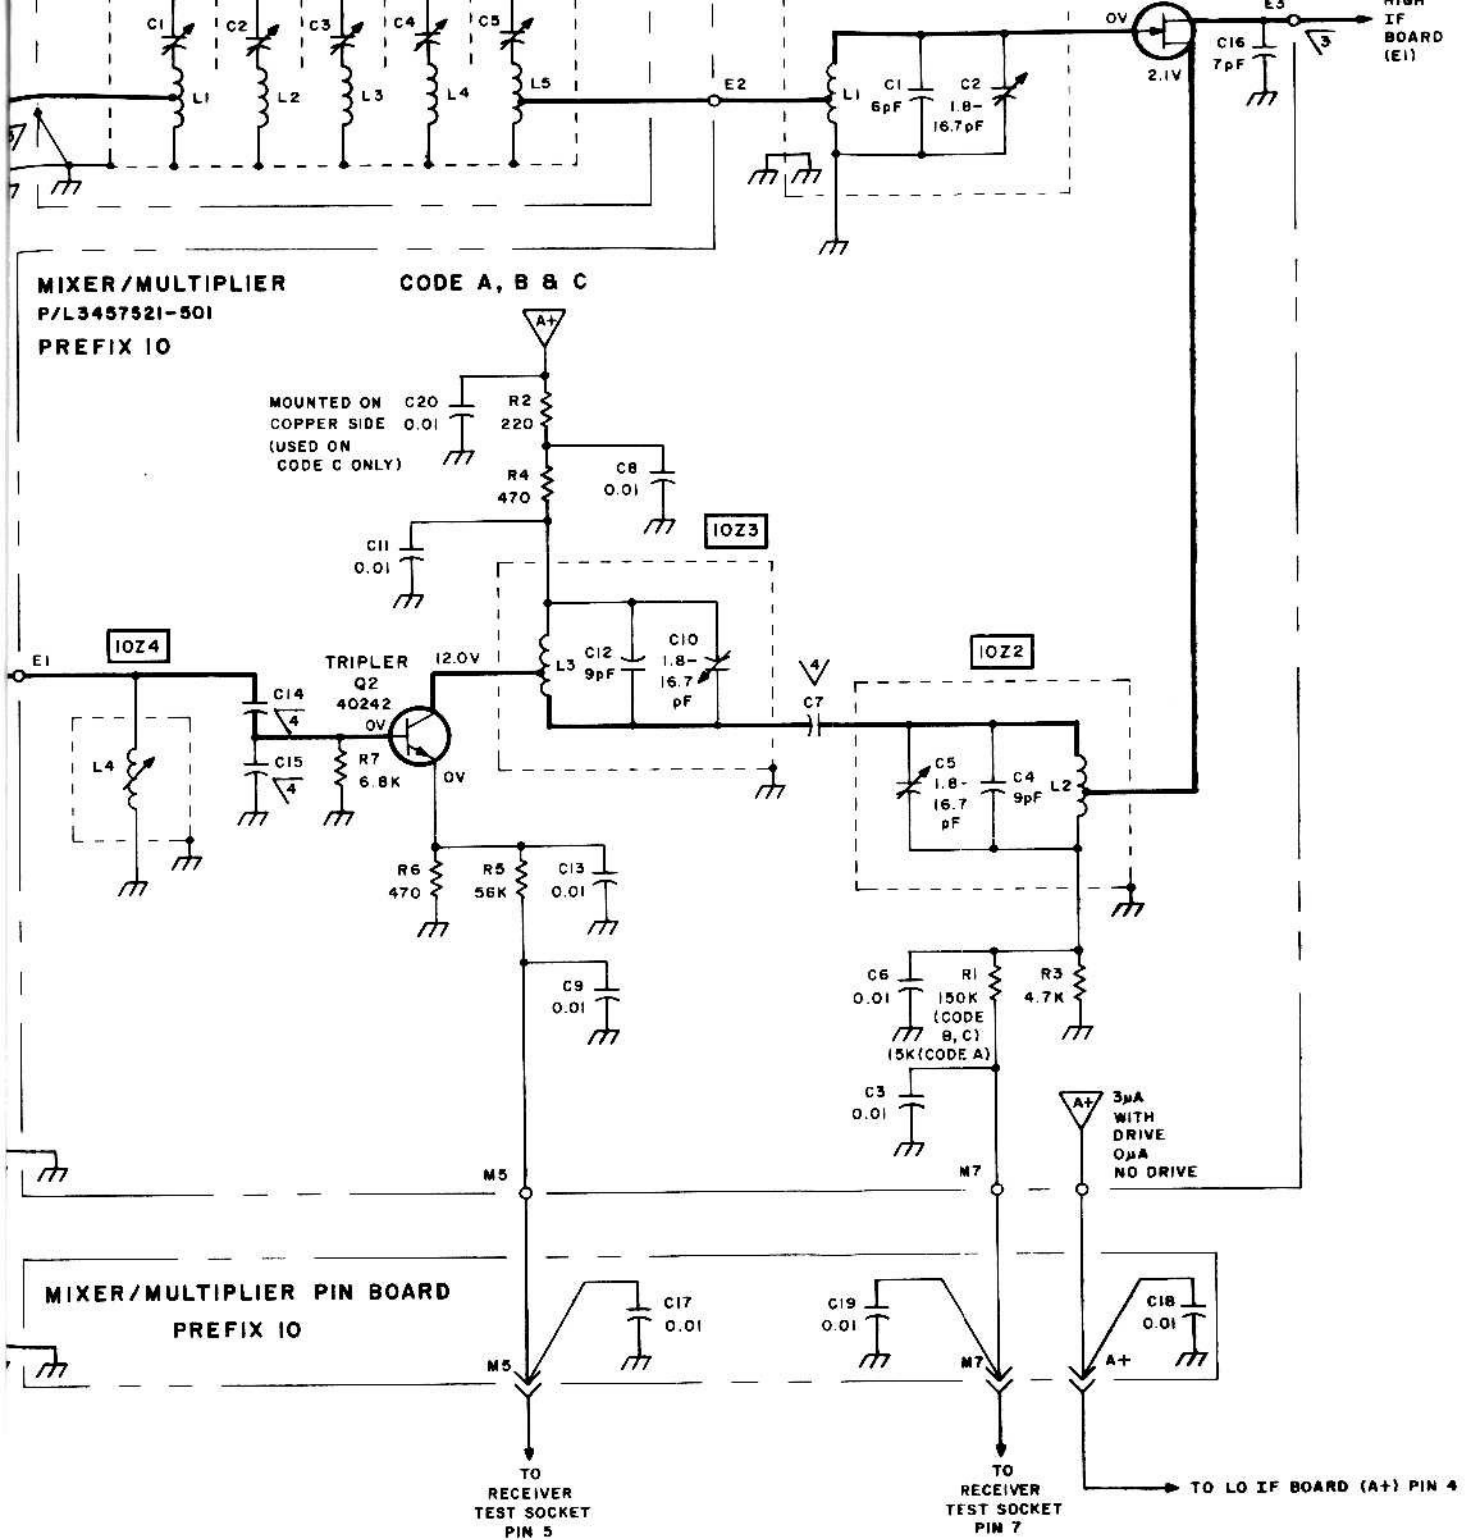 C1
C2
C3
C4
C5
L1
L2
L3
L4
L5
E2
L1
C1
6pF
C2
1.8-
16.7pF
0V
2.1V
E3
C16
7pF
3
IF
BOARD
(E1)
MIXER/MULTIPLIER
P/L3457521-501
PREFIX 10
CODE A, B & C
A+
MOUNTED ON
COPPER SIDE
(USED ON
CODE C ONLY)
C20
0.01
R2
220
R4
470
C8
0.01
C11
0.01
10Z3
10Z4
E1
L4
C14
4
C15
4
R7
6.8K
TRIPLER
Q2
40242
0V
12.0V
0V
L3
C12
9pF
C10
1.8-
16.7
pF
4
C7
10Z2
C5
1.8-
16.7
pF
C4
9pF
L2
R6
470
R5
56K
C13
0.01
C9
0.01
C6
0.01
R1
150K
(CODE
B, C)
15K(CODE A)
R3
4.7K
C3
0.01
A+
3µA
WITH
DRIVE
0µA
NO DRIVE
M5
M7
MIXER/MULTIPLIER PIN BOARD
PREFIX 10
C17
0.01
C19
0.01
C18
0.01
M5
M7
A+
TO
RECEIVER
TEST SOCKET
PIN 5
TO
RECEIVER
TEST SOCKET
PIN 7
TO LO IF BOARD (A+) PIN 4